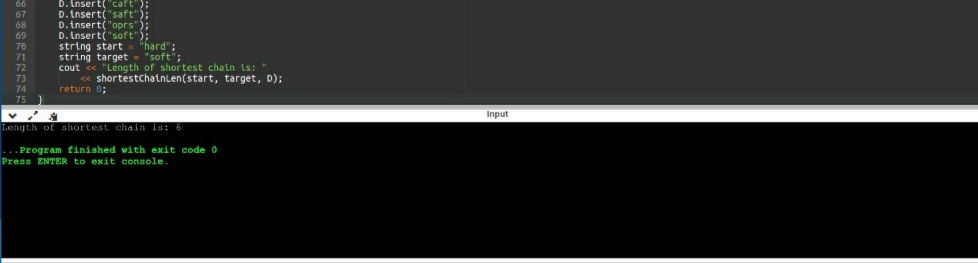 66 D.insert("caft");
67 D.insert("saft");
68 D.insert("oprs");
69 D.insert("soft");
70 string start = "hard";
71 string target = "soft";
72 cout << "Length of shortest chain is: "
73 << shortestChainLen(start, target, D);
74 return 0;
75 }
input
Length of shortest chain is: 6
...Program finished with exit code 0
Press ENTER to exit console.